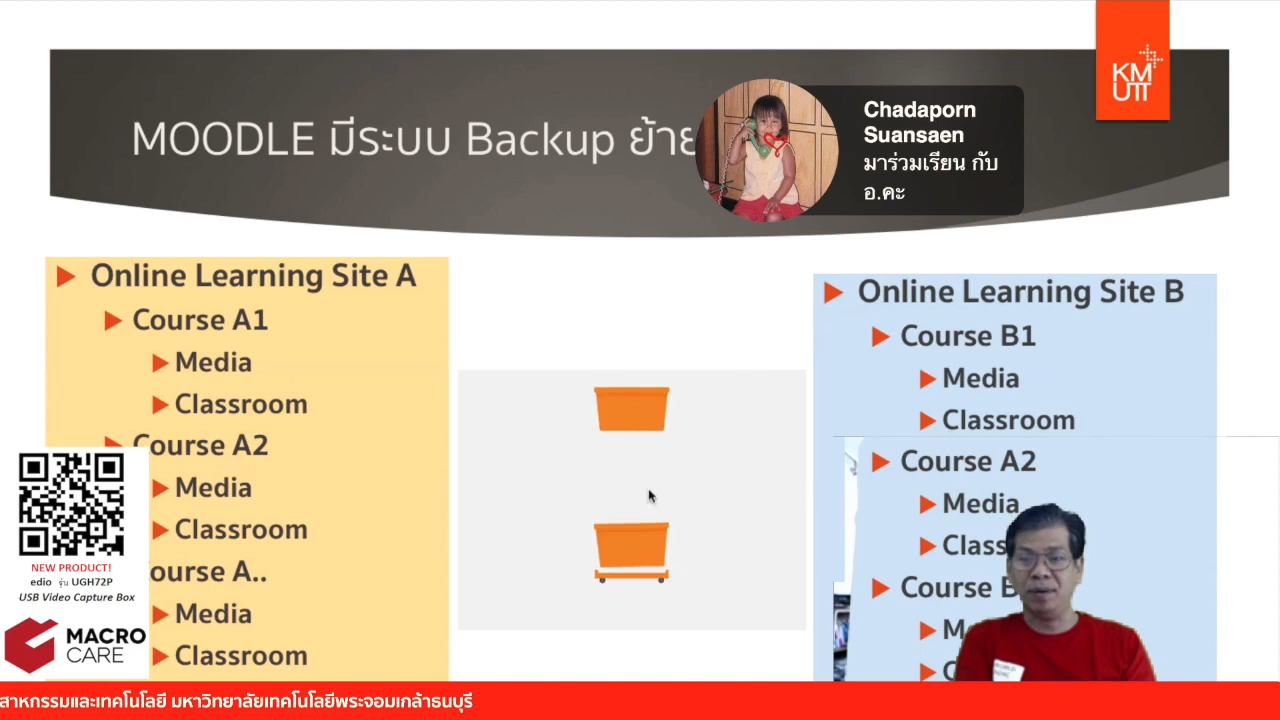 MOODLE มีระบบ Backup ย้าย
KM
UTT
Chadaporn
Suansaen
มาร่วมเรียน กับ
อ.คะ
Online Learning Site A
Course A1
Media
Classroom
Course A2
Media
Classroom
ourse A..
Media
Classroom
Online Learning Site B
Course B1
Media
Classroom
Course A2
Media
Class
Course B
NEW PRODUCT!
edio รุ่น UGH72P
USB Video Capture Box
MACRO
CARE
สาหกรรมและเทคโนโลยี มหาวิทยาลัยเทคโนโลยีพระจอมเกล้าธนบุรี